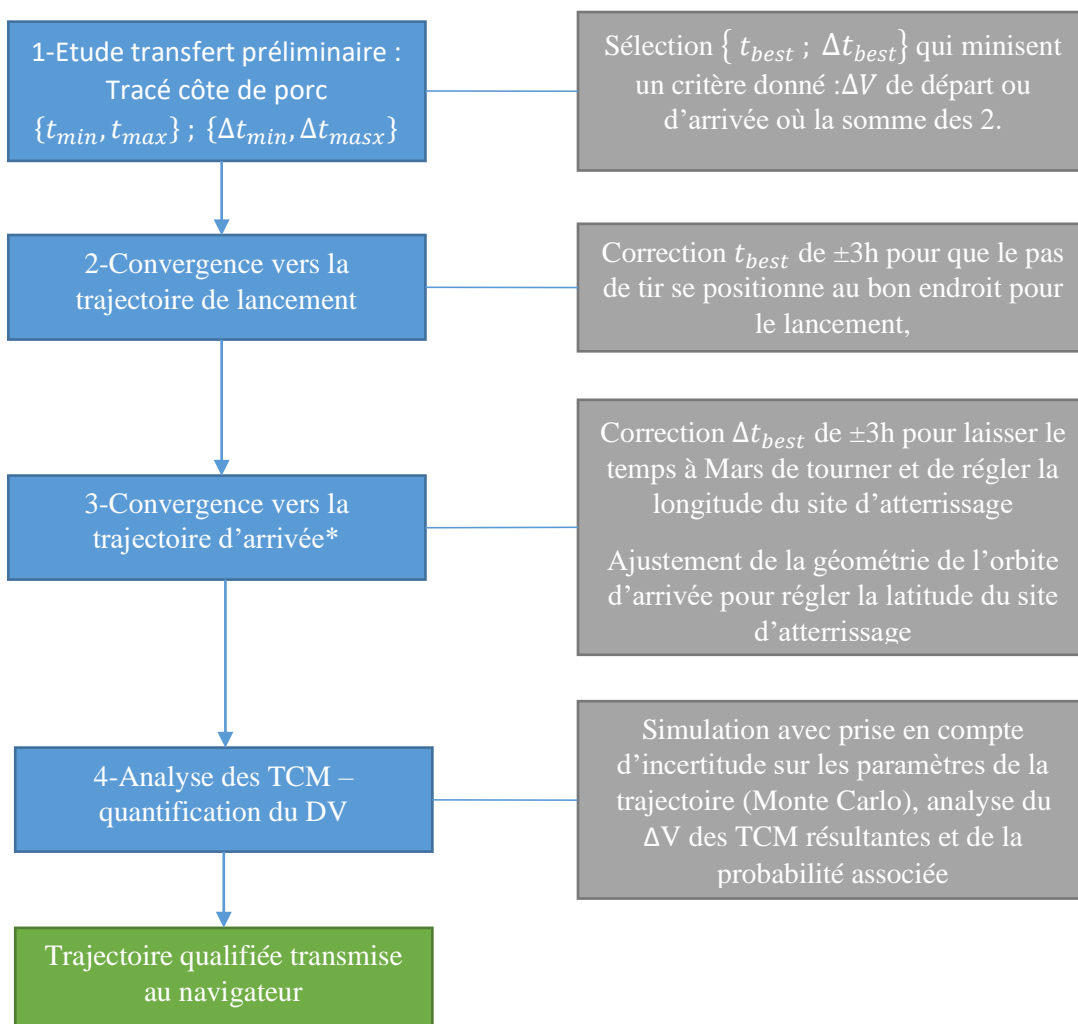 1-Etude transfert préliminaire :
Tracé côte de porc
{t_min, t_max} ; {Δt_min, Δt_masx}
Sélection { t_best ; Δt_best} qui minisent
un critère donné :ΔV de départ ou
d’arrivée où la somme des 2.
2-Convergence vers la
trajectoire de lancement
Correction t_best de ±3h pour que le pas
de tir se positionne au bon endroit pour
le lancement,
3-Convergence vers la
trajectoire d’arrivée*
Correction Δt_best de ±3h pour laisser le
temps à Mars de tourner et de régler la
longitude du site d’atterrissage
Ajustement de la géométrie de l’orbite
d’arrivée pour régler la latitude du site
d’atterrissage
4-Analyse des TCM –
quantification du DV
Simulation avec prise en compte
d’incertitude sur les paramètres de la
trajectoire (Monte Carlo), analyse du
ΔV des TCM résultantes et de la
probabilité associée
Trajectoire qualifiée transmise
au navigateur